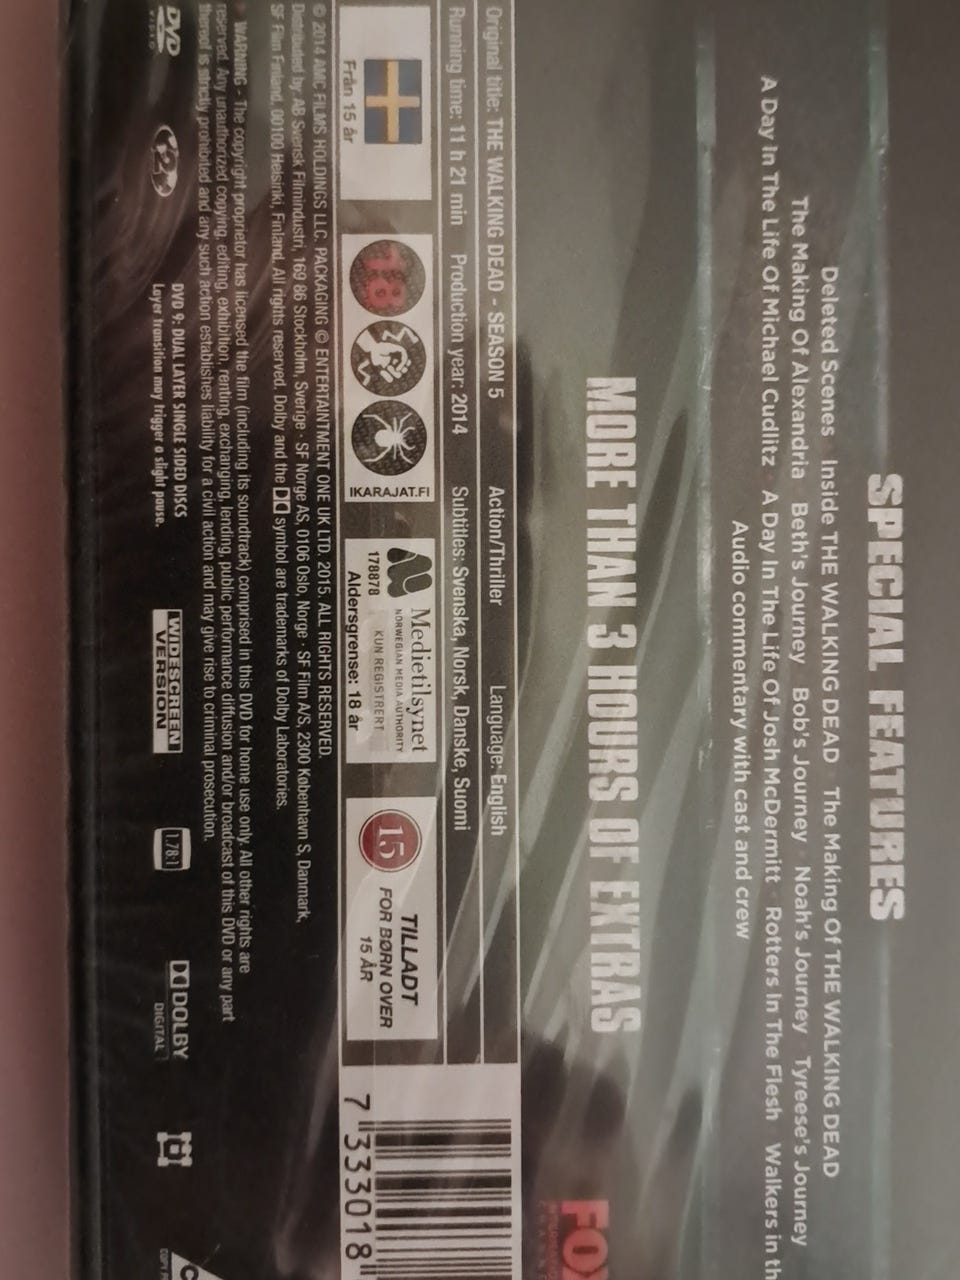 SPECIAL FEATURES
Deleted Scenes Inside THE WALKING DEAD The Making Of THE WALKING DEAD
The Making Of Alexandria Beth's Journey Bob's Journey Noah's Journey Tyreese's Journey
A Day In The Life Of Michael Cudlitz A Day In The Life Of Josh McDermitt Rotters In The Flesh Walkers in th
Audio commentary with cast and crew
MORE THAN 3 HOURS OF EXTRAS
FOX
Original title: THE WALKING DEAD - SEASON 5 Action/Thriller Language: English
Running time: 11 h 21 min Production year: 2014 Subtitles: Svenska, Norsk, Danske, Suomi
Från 15 år
18
IKARAJAT.FI
Medietilsynet
NORWEGIAN MEDIA AUTHORITY
178878 KUN REGISTRERT
Aldersgrense: 18 år
15
TILLADT
FOR BØRN OVER
15 ÅR
7 333018
© 2014 AMC FILMS HOLDINGS LLC. PACKAGING © ENTERTAINMENT ONE UK LTD. 2015. ALL RIGHTS RESERVED.
Distributed by: AB Svensk Filmindustri, 169 86 Stockholm, Sverige · SF Norge AS, 0106 Oslo, Norge · SF Film A/S, 2300 København S, Danmark,
SF Film Finland, 00100 Helsinki, Finland. All rights reserved. Dolby and the DD symbol are trademarks of Dolby Laboratories.
WARNING - The copyright proprietor has licensed the film (including its soundtrack) comprised in this DVD for home use only. All other rights are
reserved. Any unauthorized copying, editing, exhibition, renting, exchanging, lending, public performance diffusion and/or broadcast of this DVD or any part
thereof is strictly prohibited and any such action establishes liability for a civil action and may give rise to criminal prosecution.
DVD
VIDEO
2
DVD 9: DUAL LAYER SINGLE SIDED DISCS
Layer transition may trigger a slight pause.
WIDESCREEN
VERSION
1.78:1
DOLBY
DIGITAL